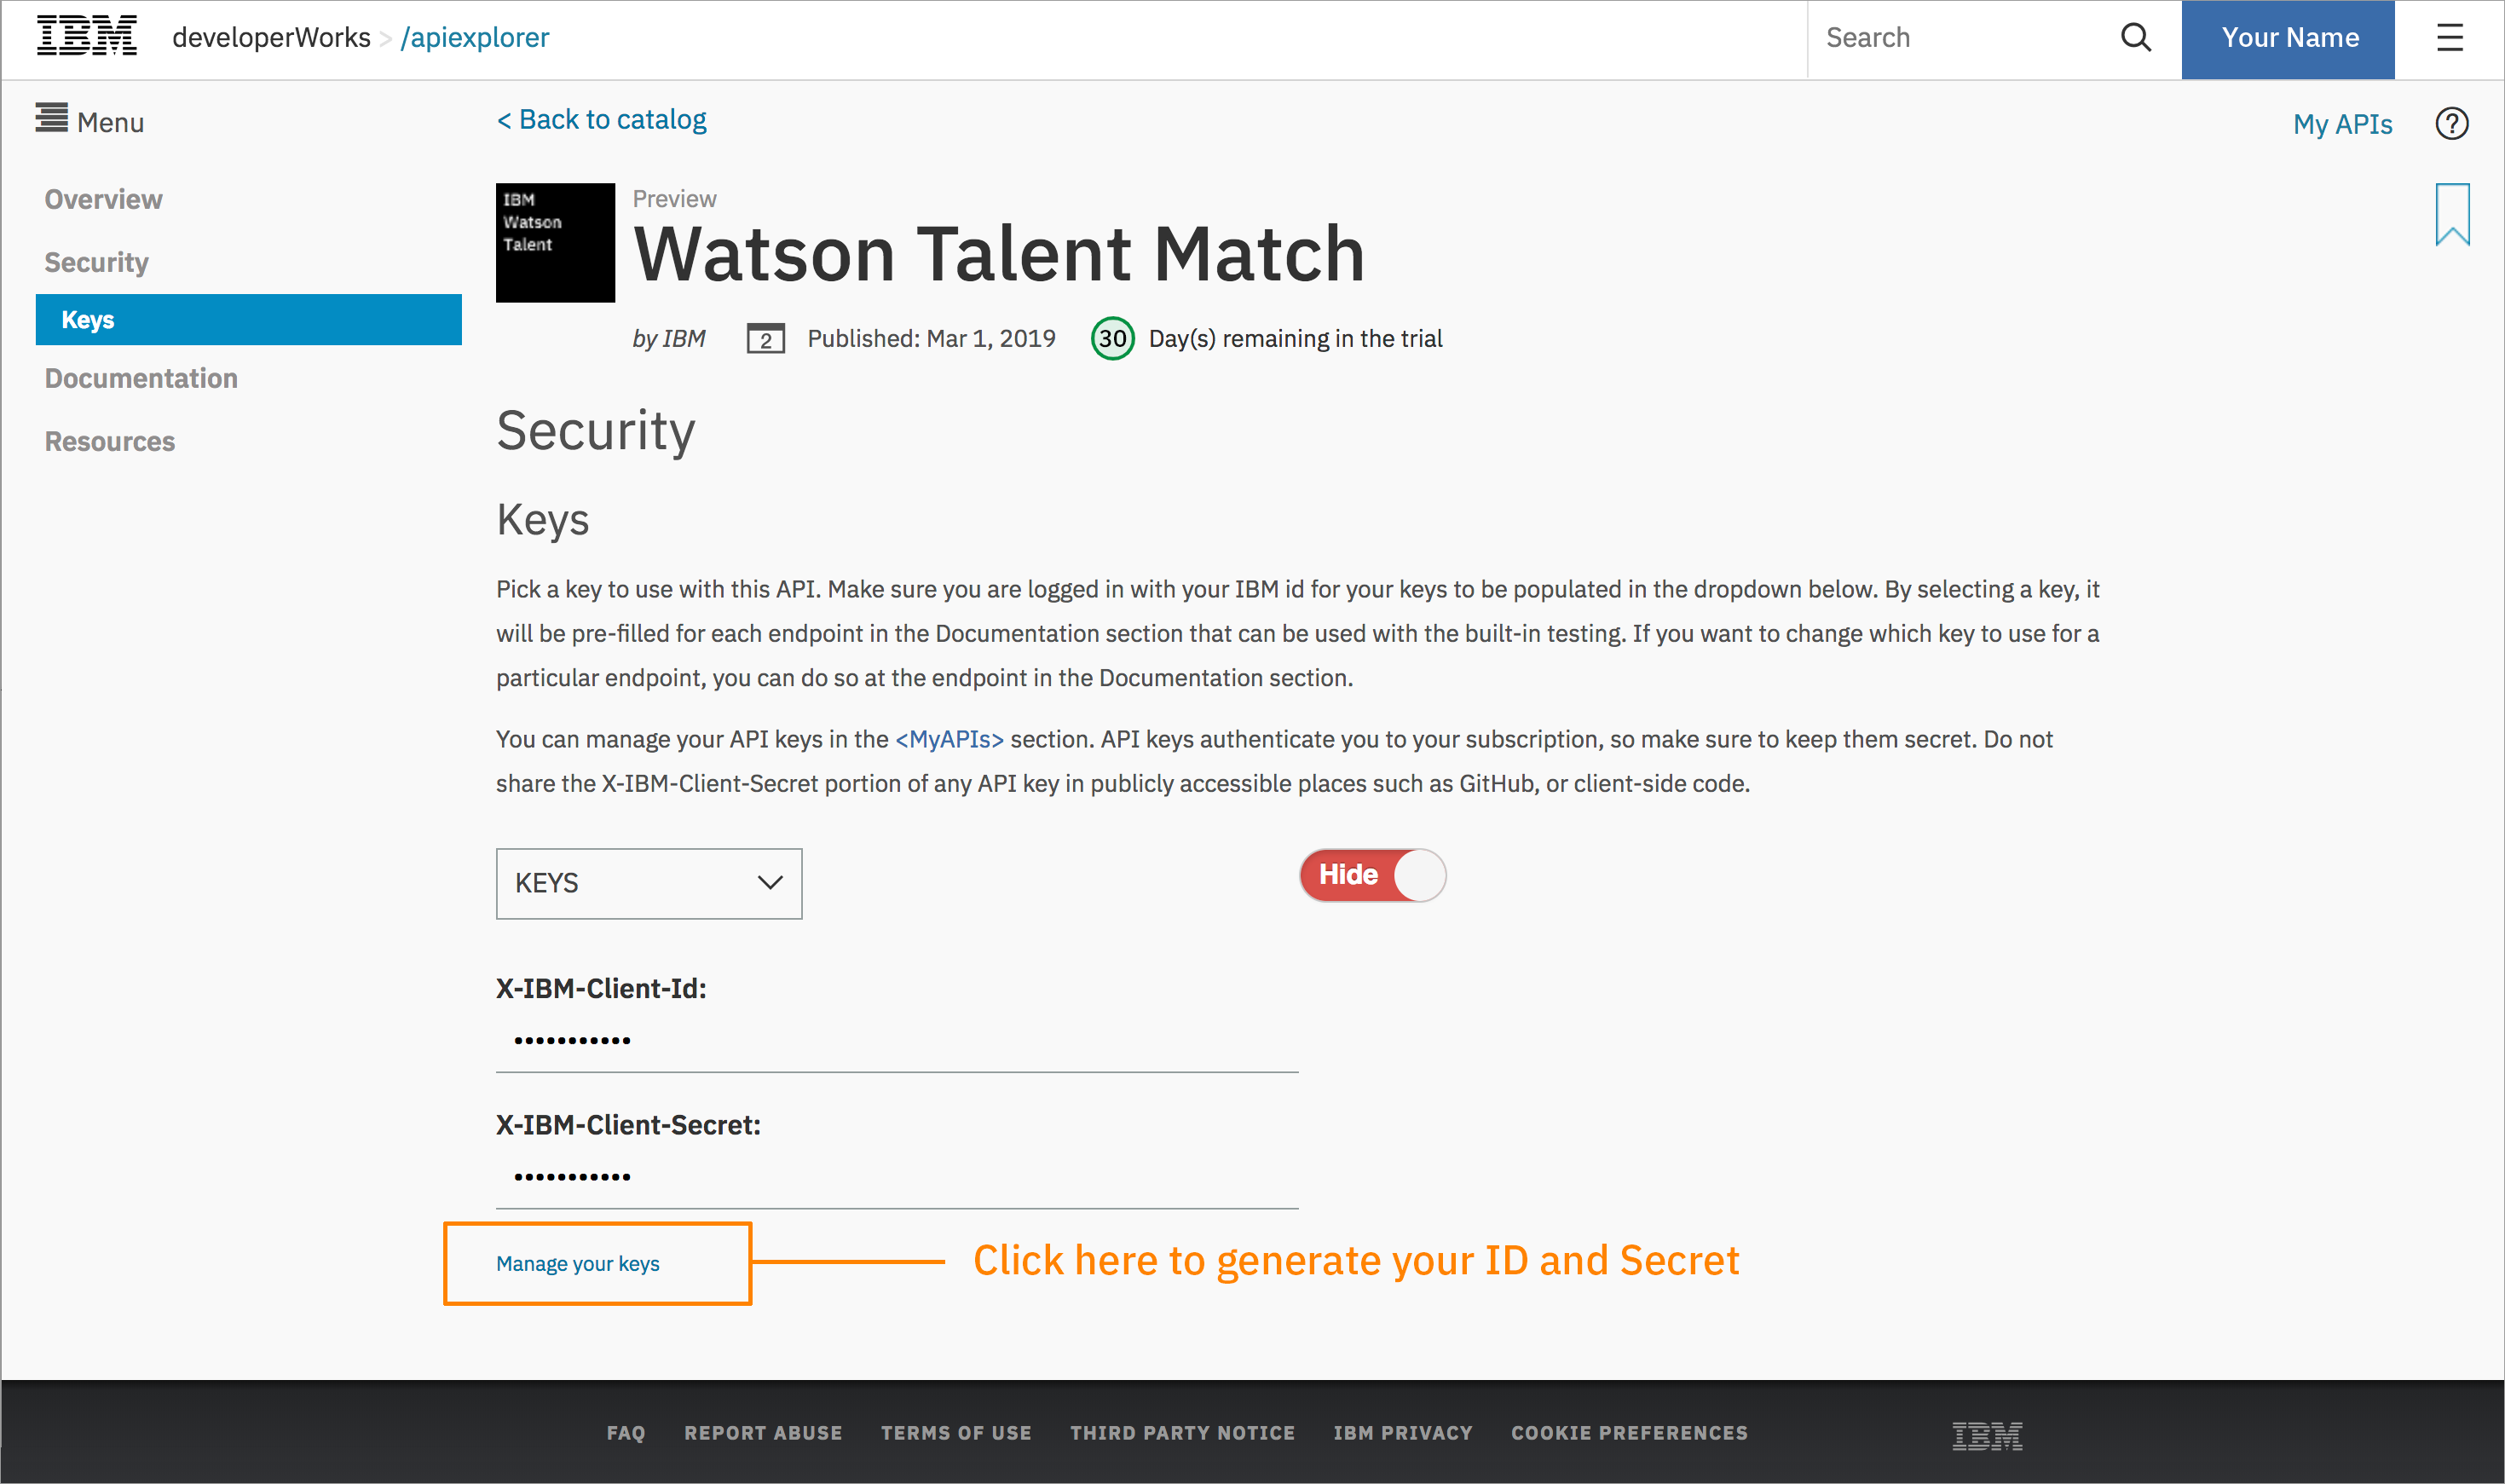 IBM developerWorks > /apiexplorer
Search
Your Name
Menu
< Back to catalog
My APIs
?
Overview
Security
Keys
Documentation
Resources
IBM
Watson
Talent
Preview
Watson Talent Match
by IBM 2 Published: Mar 1, 2019 30 Day(s) remaining in the trial
Security
Keys
Pick a key to use with this API. Make sure you are logged in with your IBM id for your keys to be populated in the dropdown below. By selecting a key, it
will be pre-filled for each endpoint in the Documentation section that can be used with the built-in testing. If you want to change which key to use for a
particular endpoint, you can do so at the endpoint in the Documentation section.
You can manage your API keys in the <MyAPIs> section. API keys authenticate you to your subscription, so make sure to keep them secret. Do not
share the X-IBM-Client-Secret portion of any API key in publicly accessible places such as GitHub, or client-side code.
KEYS
Hide
X-IBM-Client-Id:
•••••••••••
X-IBM-Client-Secret:
•••••••••••
Manage your keys
Click here to generate your ID and Secret
FAQ REPORT ABUSE TERMS OF USE THIRD PARTY NOTICE IBM PRIVACY COOKIE PREFERENCES IBM